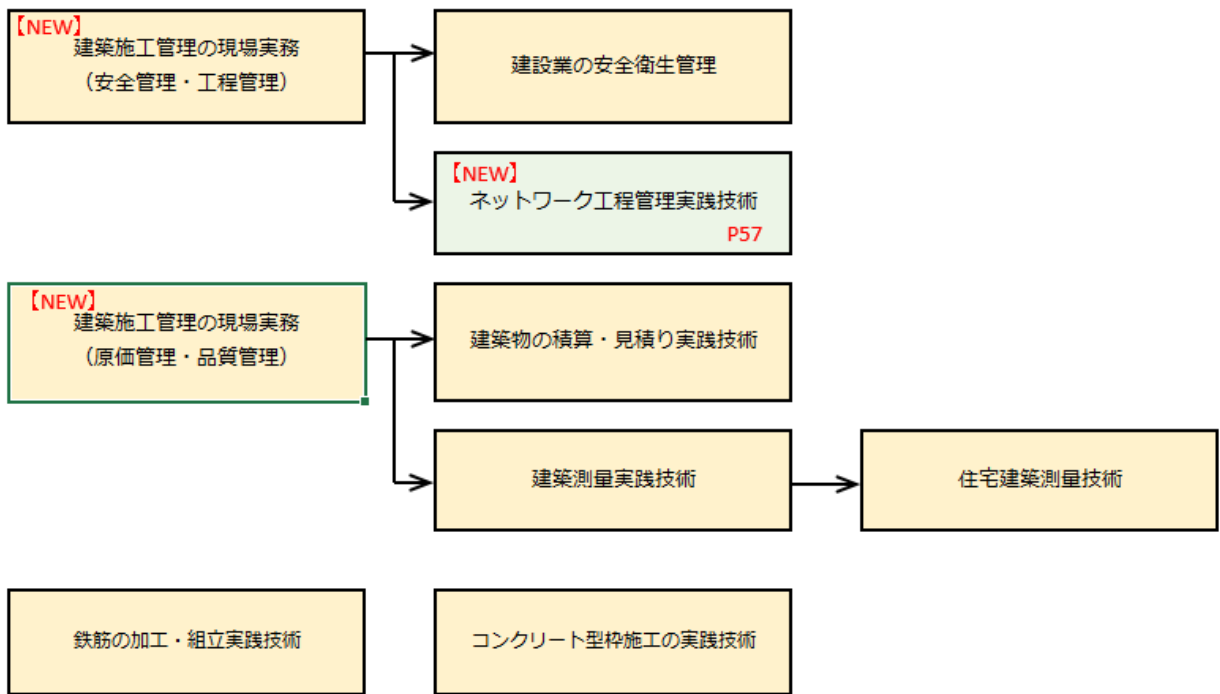 【NEW】
建築施工管理の現場実務
（安全管理・工程管理）
建設業の安全衛生管理
【NEW】
ネットワーク工程管理実践技術
P57
【NEW】
建築施工管理の現場実務
（原価管理・品質管理）
建築物の積算・見積り実践技術
建築測量実践技術
住宅建築測量技術
鉄筋の加工・組立実践技術
コンクリート型枠施工の実践技術